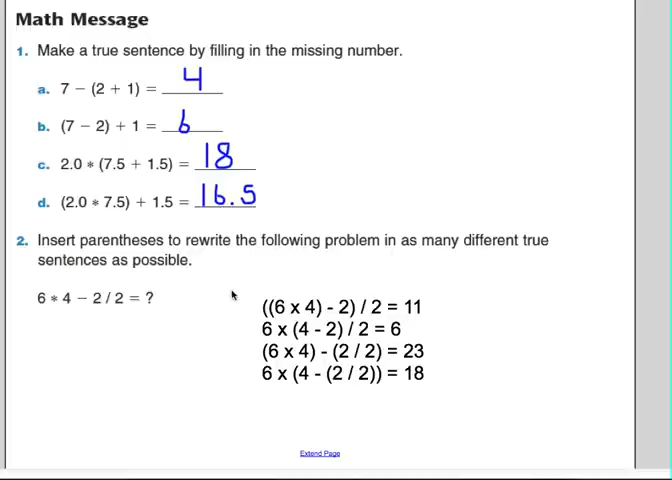 Math Message
1. Make a true sentence by filling in the missing number.
a. 7 − (2 + 1) = 4
b. (7 − 2) + 1 = 6
c. 2.0 * (7.5 + 1.5) = 18
d. (2.0 * 7.5) + 1.5 = 16.5
2. Insert parentheses to rewrite the following problem in as many different true
sentences as possible.
6 * 4 − 2 / 2 = ?
((6 x 4) - 2) / 2 = 11
6 x (4 - 2) / 2 = 6
(6 x 4) - (2 / 2) = 23
6 x (4 - (2 / 2)) = 18
Extend Page